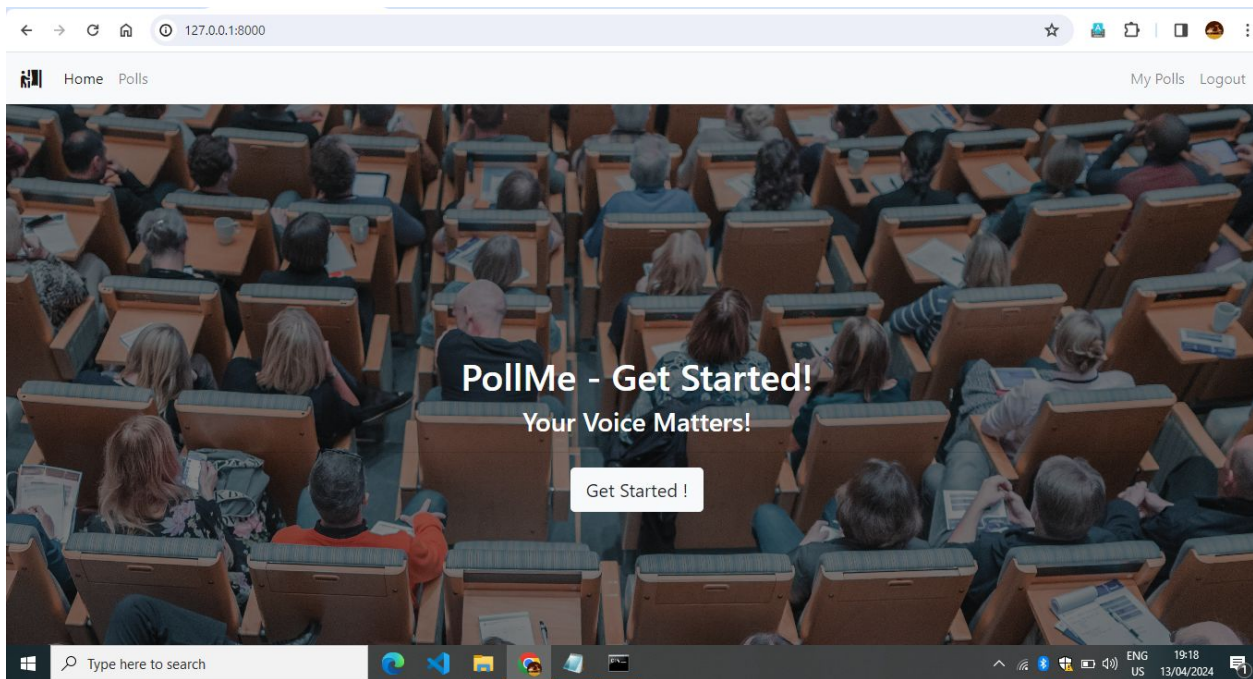 127.0.0.1:8000
Home Polls My Polls Logout
PollMe - Get Started!
Your Voice Matters!
Get Started !
Type here to search
ENG 19:18
US 13/04/2024
1